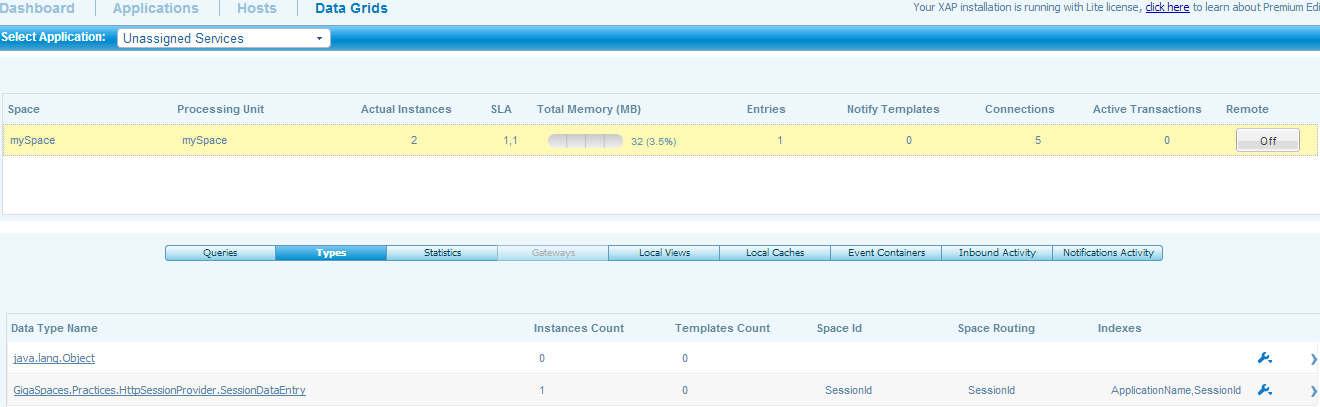 Dashboard Applications Hosts Data Grids Your XAP installation is running with Lite license, click here to learn about Premium Edi
Select Application: Unassigned Services
Space Processing Unit Actual Instances SLA Total Memory (MB) Entries Notify Templates Connections Active Transactions Remote
mySpace mySpace 2 1,1 32 (3.5%) 1 0 5 0 Off
Queries Types Statistics Gateways Local Views Local Caches Event Containers Inbound Activity Notifications Activity
Data Type Name Instances Count Templates Count Space Id Space Routing Indexes
java.lang.Object 0 0
GigaSpaces.Practices.HttpSessionProvider.SessionDataEntry 1 0 SessionId SessionId ApplicationName,SessionId